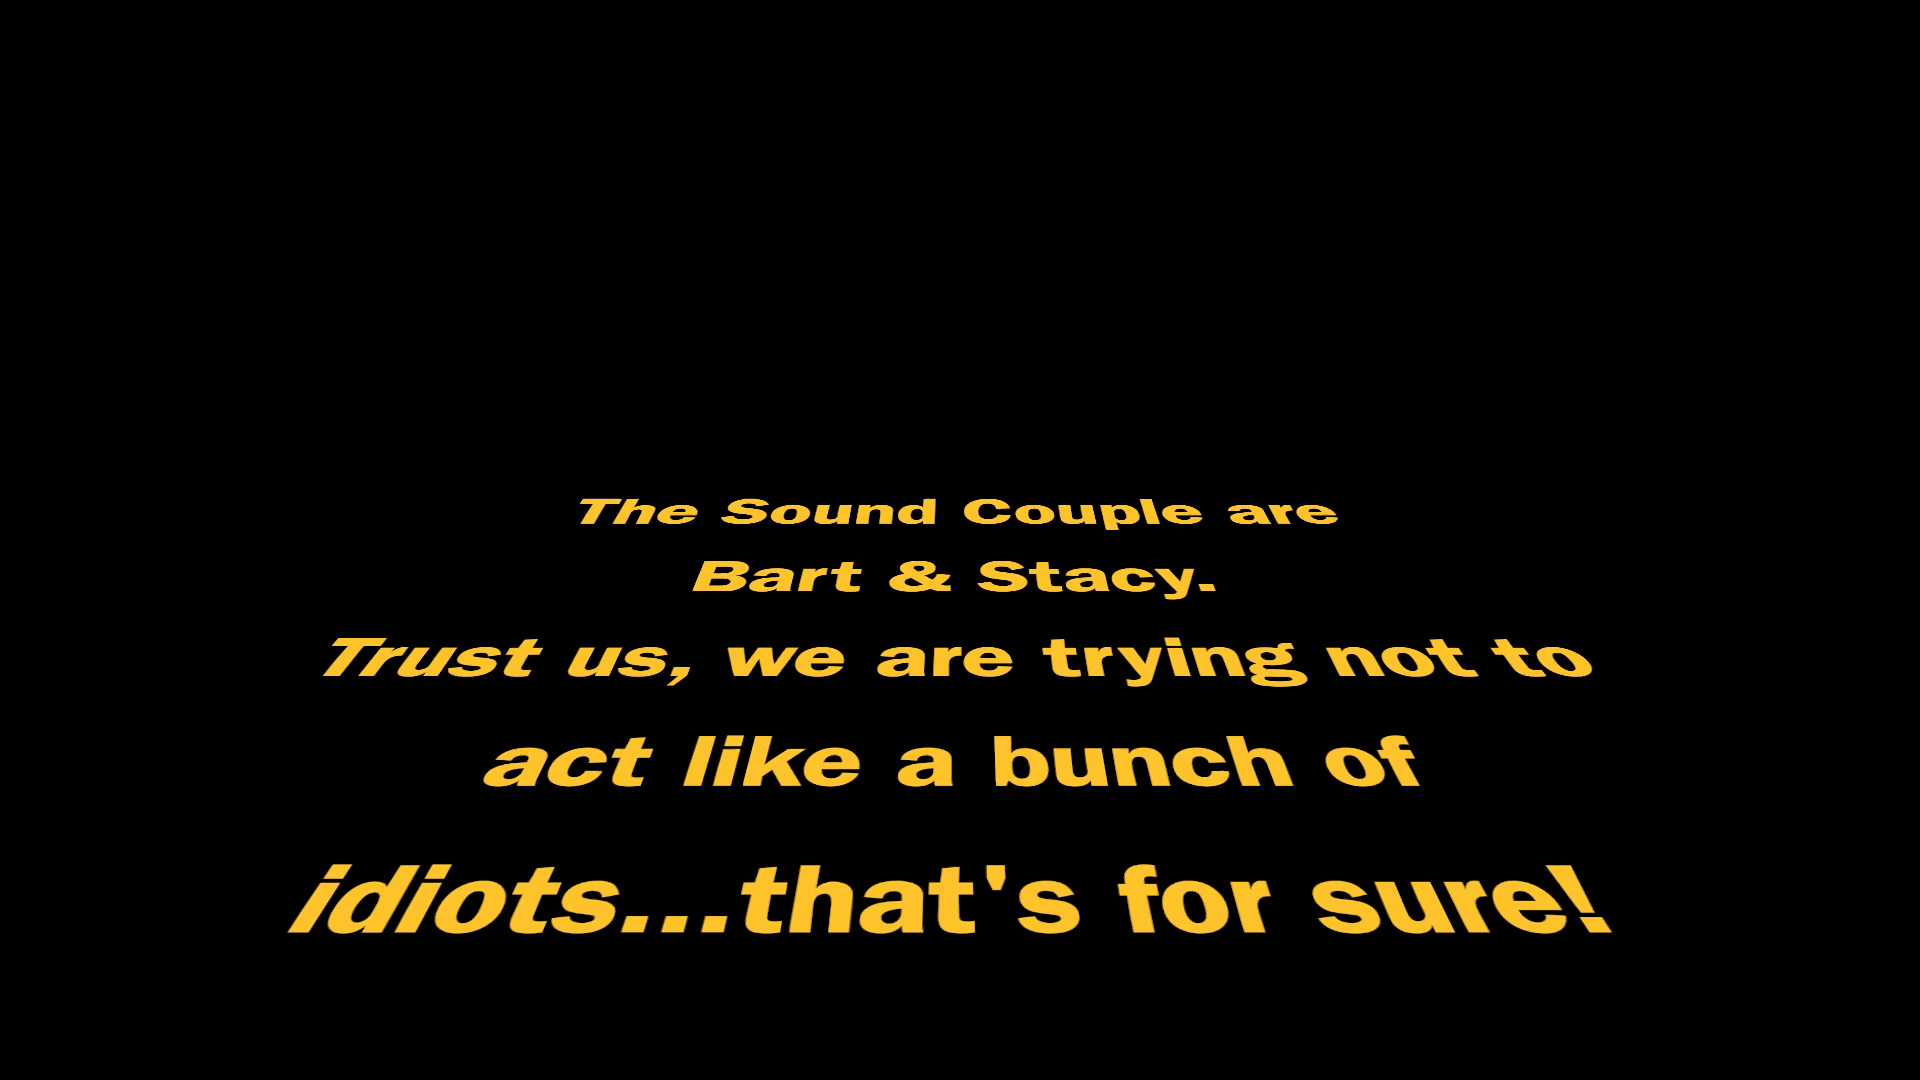 The Sound Couple are
Bart & Stacy.
Trust us, we are trying not to
act like a bunch of
idiots...that's for sure!